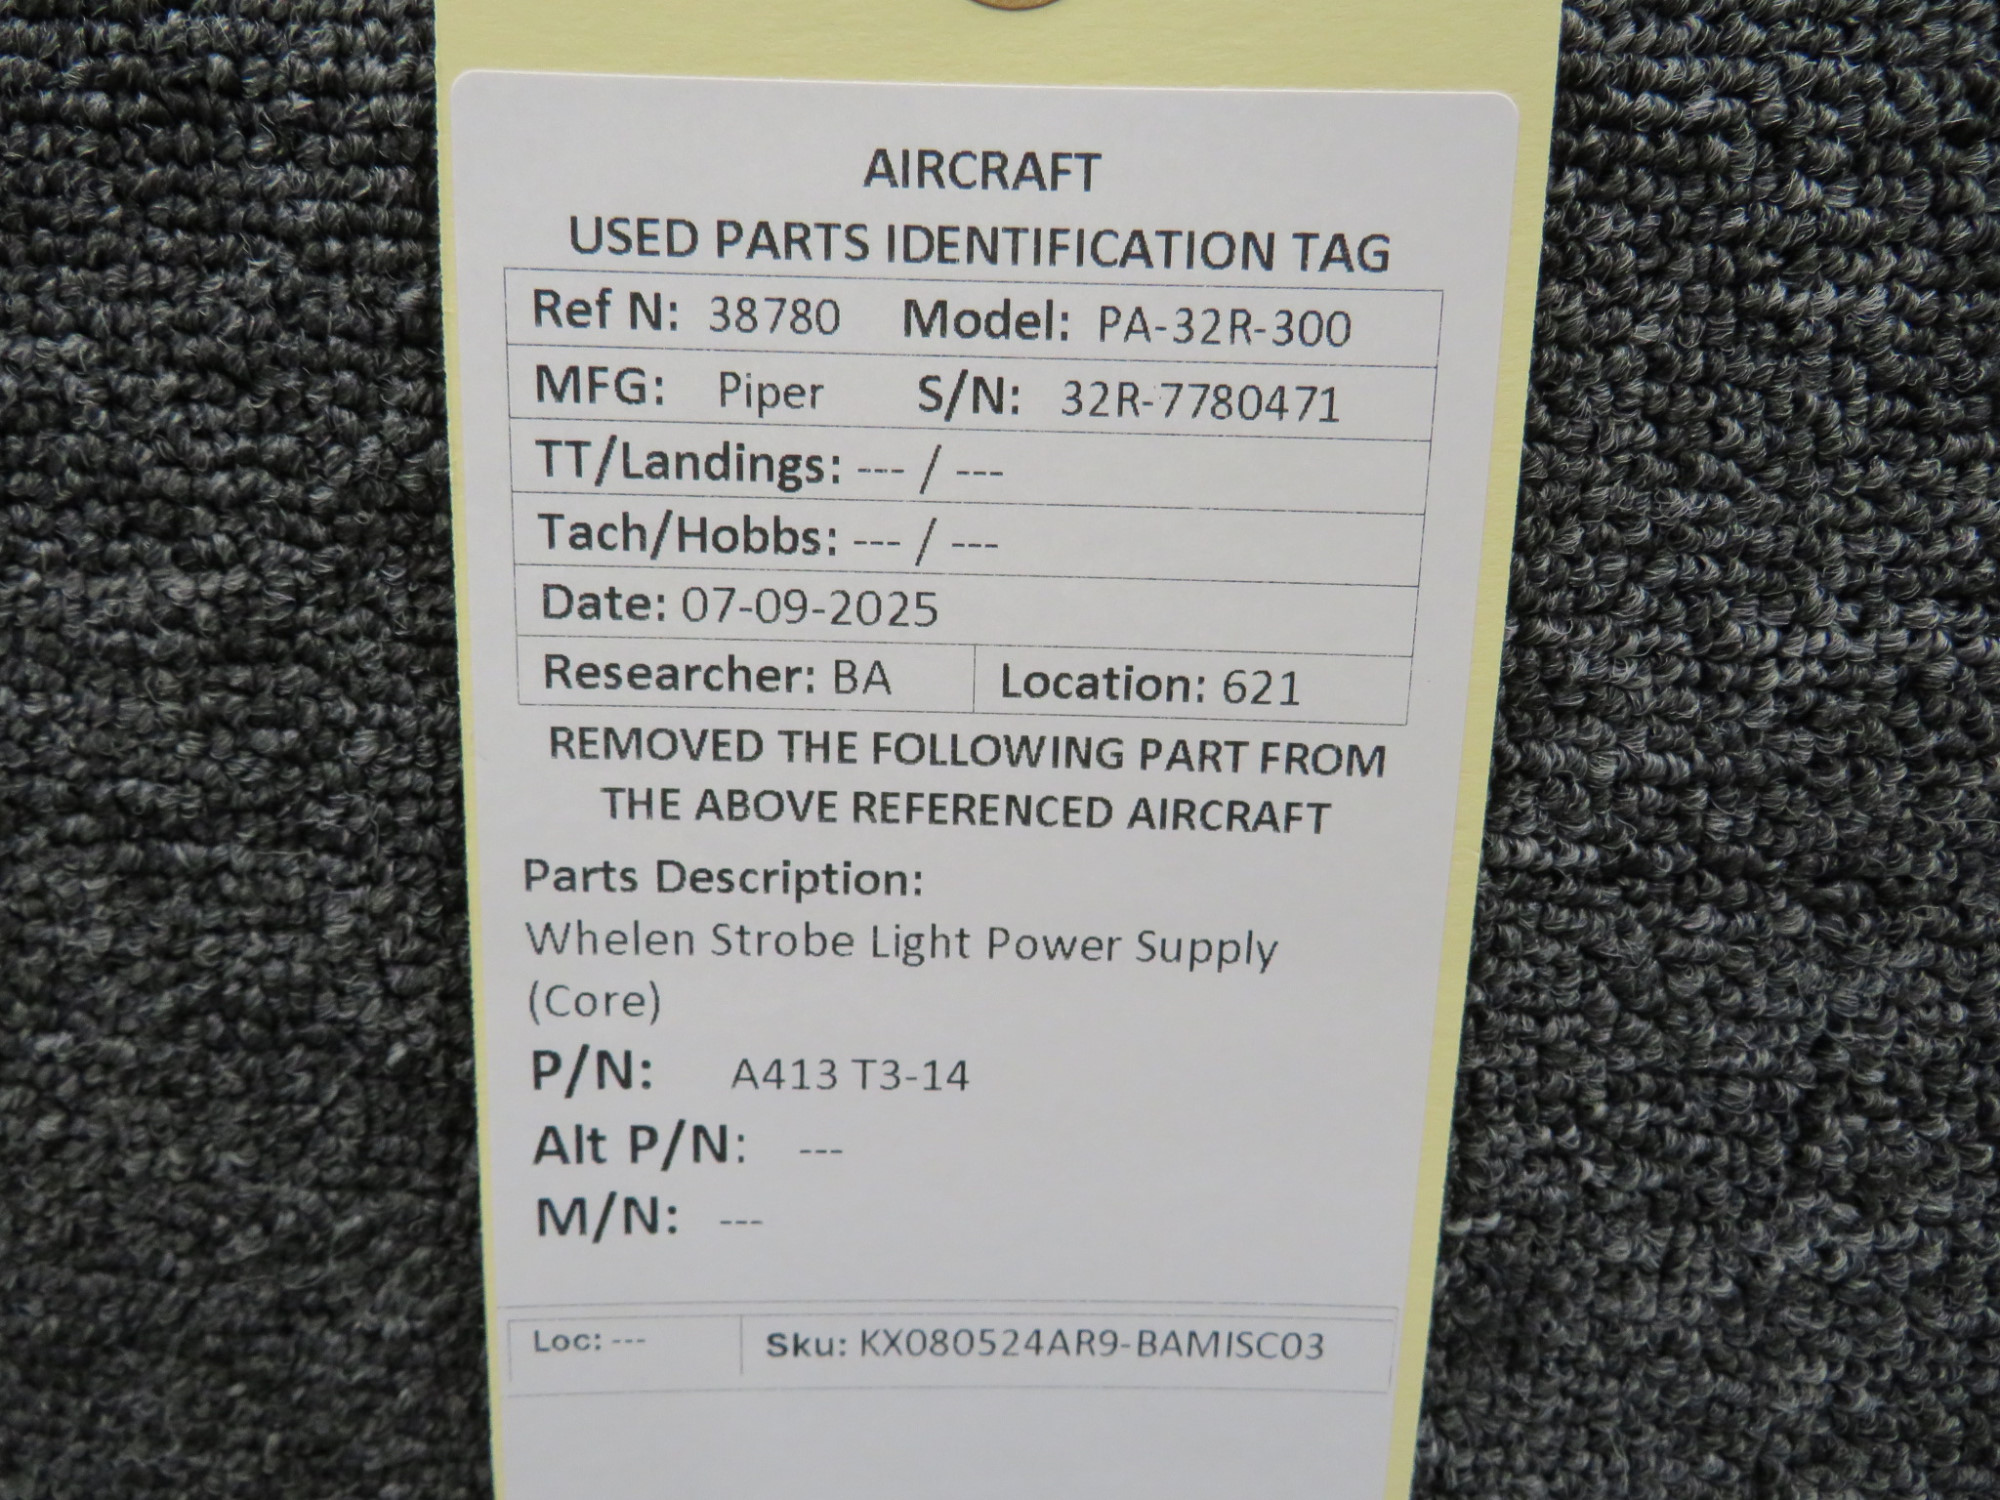 AIRCRAFT
USED PARTS IDENTIFICATION TAG
Ref N: 38780 Model: PA-32R-300
MFG: Piper S/N: 32R-7780471
TT/Landings: --- / ---
Tach/Hobbs: --- / ---
Date: 07-09-2025
Researcher: BA Location: 621
REMOVED THE FOLLOWING PART FROM
THE ABOVE REFERENCED AIRCRAFT
Parts Description:
Whelen Strobe Light Power Supply
(Core)
P/N: A413 T3-14
Alt P/N: ---
M/N: ---
Loc: --- Sku: KX080524AR9-BAMISC03